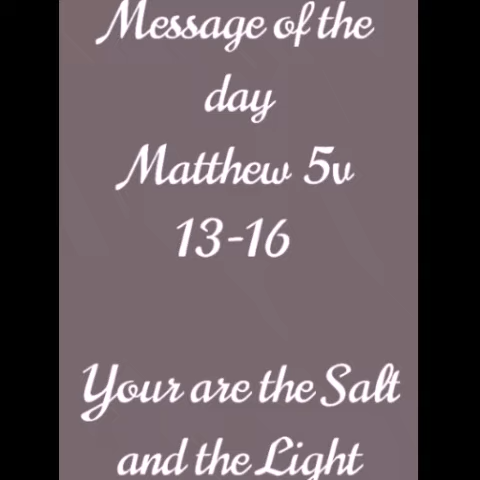 Message of the
day
Matthew 5v
13-16
Your are the Salt
and the Light